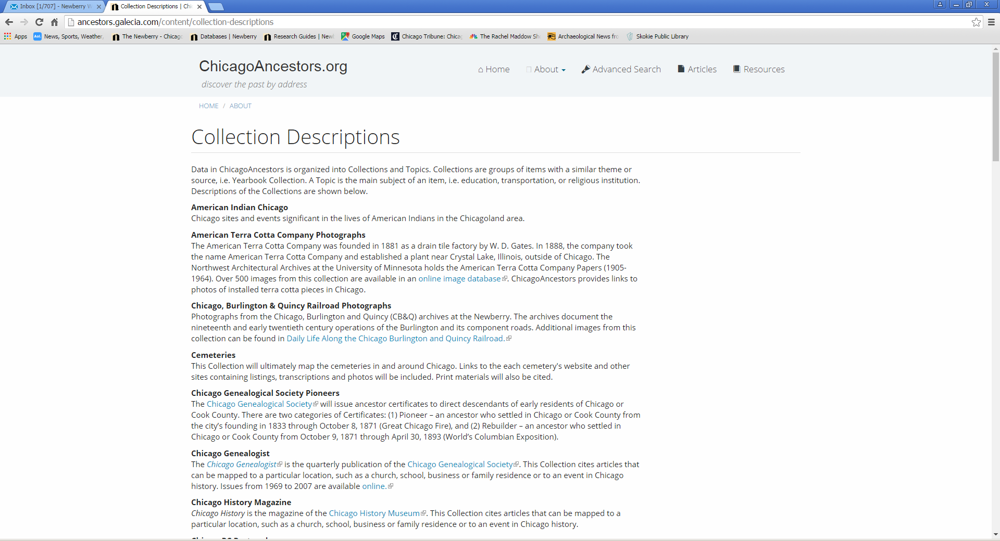 Inbox [1/707] - Newberry W
Collection Descriptions | Chi
ancestors.galecia.com/content/collection-descriptions
Apps
Aol.
News, Sports, Weather,
The Newberry - Chicago
Databases | Newberry
Research Guides | Newl
Google Maps
Chicago Tribune: Chicag
The Rachel Maddow Sh
Archaeological News fro
Skokie Public Library
ChicagoAncestors.org
discover the past by address
Home
About
Advanced Search
Articles
Resources
HOME / ABOUT
Collection Descriptions
Data in ChicagoAncestors is organized into Collections and Topics. Collections are groups of items with a similar theme or
source, i.e. Yearbook Collection. A Topic is the main subject of an item, i.e. education, transportation, or religious institution.
Descriptions of the Collections are shown below.
American Indian Chicago
Chicago sites and events significant in the lives of American Indians in the Chicagoland area.
American Terra Cotta Company Photographs
The American Terra Cotta Company was founded in 1881 as a drain tile factory by W. D. Gates. In 1888, the company took
the name American Terra Cotta Company and established a plant near Crystal Lake, Illinois, outside of Chicago. The
Northwest Architectural Archives at the University of Minnesota holds the American Terra Cotta Company Papers (1905-
1964). Over 500 images from this collection are available in an online image database. ChicagoAncestors provides links to
photos of installed terra cotta pieces in Chicago.
Chicago, Burlington & Quincy Railroad Photographs
Photographs from the Chicago, Burlington and Quincy (CB&Q) archives at the Newberry. The archives document the
nineteenth and early twentieth century operations of the Burlington and its component roads. Additional images from this
collection can be found in Daily Life Along the Chicago Burlington and Quincy Railroad.
Cemeteries
This Collection will ultimately map the cemeteries in and around Chicago. Links to the each cemetery's website and other
sites containing listings, transcriptions and photos will be included. Print materials will also be cited.
Chicago Genealogical Society Pioneers
The Chicago Genealogical Society will issue ancestor certificates to direct descendants of early residents of Chicago or
Cook County. There are two categories of Certificates: (1) Pioneer – an ancestor who settled in Chicago or Cook County from
the city’s founding in 1833 through October 8, 1871 (Great Chicago Fire), and (2) Rebuilder – an ancestor who settled in
Chicago or Cook County from October 9, 1871 through April 30, 1893 (World’s Columbian Exposition).
Chicago Genealogist
The Chicago Genealogist is the quarterly publication of the Chicago Genealogical Society. This Collection cites articles that
can be mapped to a particular location, such as a church, school, business or family residence or to an event in Chicago
history. Issues from 1969 to 2007 are available online.
Chicago History Magazine
Chicago History is the magazine of the Chicago History Museum. This Collection cites articles that can be mapped to a
particular location, such as a church, school, business or family residence or to an event in Chicago history.